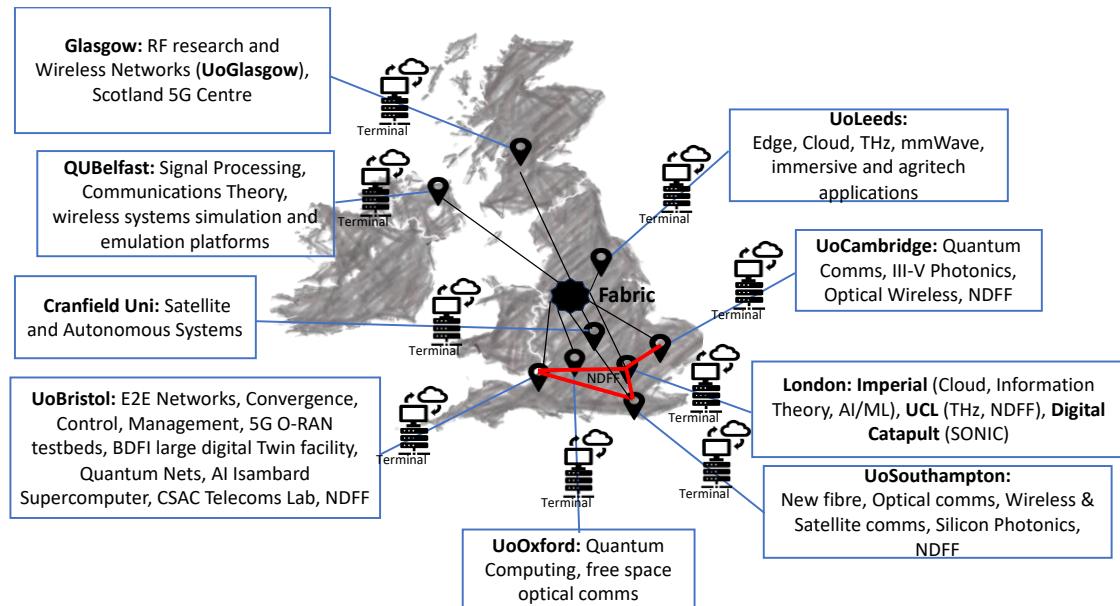 Glasgow: RF research and
Wireless Networks (UoGlasgow),
Scotland 5G Centre
Terminal
UoLeeds:
Edge, Cloud, THz, mmWave,
immersive and agritech
applications
Terminal
QUBelfast: Signal Processing,
Communications Theory,
wireless systems simulation and
emulation platforms
Terminal
UoCambridge: Quantum
Comms, III-V Photonics,
Optical Wireless, NDFF
Terminal
Fabric
Cranfield Uni: Satellite
and Autonomous Systems
Terminal
NDFF
London: Imperial (Cloud, Information
Theory, AI/ML), UCL (THz, NDFF), Digital
Catapult (SONIC)
Terminal
UoBristol: E2E Networks, Convergence,
Control, Management, 5G O-RAN
testbeds, BDFI large digital Twin facility,
Quantum Nets, AI Isambard
Supercomputer, CSAC Telecoms Lab, NDFF
Terminal
UoSouthampton:
New fibre, Optical comms, Wireless &
Satellite comms, Silicon Photonics,
NDFF
Terminal
UoOxford: Quantum
Computing, free space
optical comms
Terminal